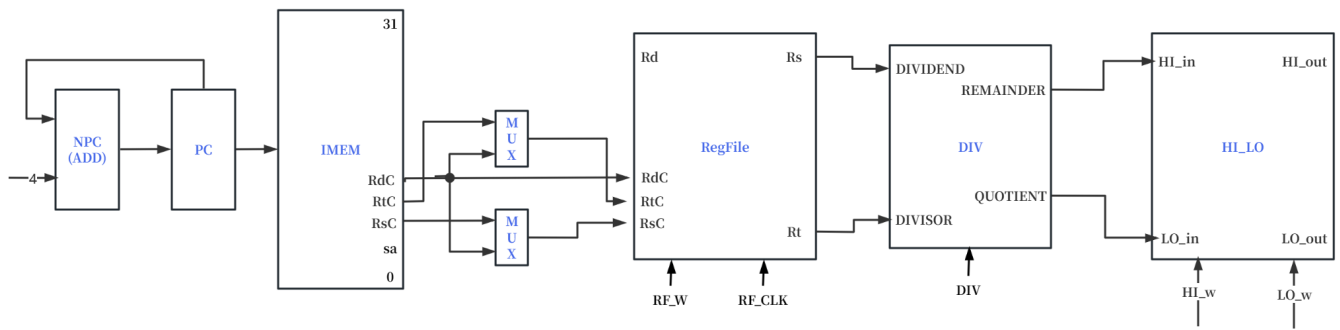 4
NPC
(ADD)
PC
31
IMEM
RdC
RtC
RsC
sa
0
M
U
X
M
U
X
Rd
Rs
RegFile
RdC
RtC
RsC
Rt
RF_W
RF_CLK
DIVIDEND
REMAINDER
DIV
QUOTIENT
DIVISOR
DIV
HI_in
HI_out
HI_LO
LO_in
LO_out
HI_w
LO_w